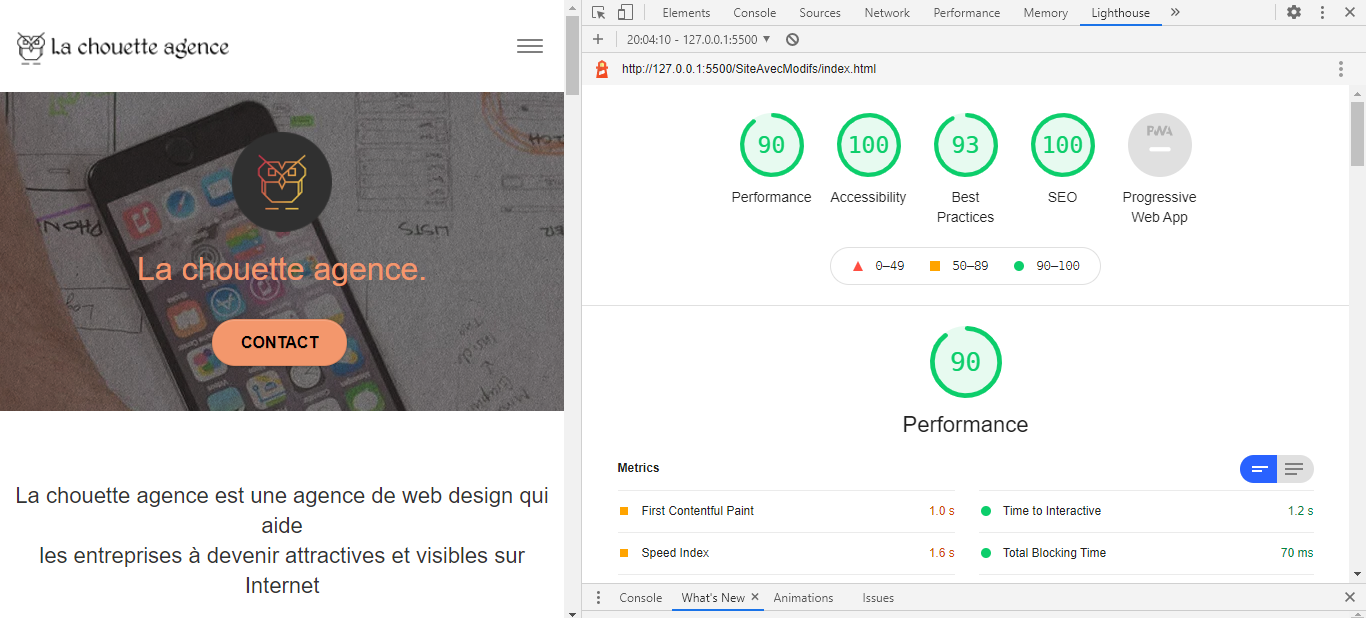 La chouette agence
La chouette agence.
CONTACT
La chouette agence est une agence de web design qui
aide
les entreprises à devenir attractives et visibles sur
Internet
Elements Console Sources Network Performance Memory Lighthouse »
20:04:10 - 127.0.0.1:5500
http://127.0.0.1:5500/SiteAvecModifs/index.html
90 100 93 100 PWA
Performance Accessibility Best Practices SEO Progressive Web App
0–49 50–89 90–100
90
Performance
Metrics
First Contentful Paint 1.0 s Time to Interactive 1.2 s
Speed Index 1.6 s Total Blocking Time 70 ms
Console What's New Animations Issues